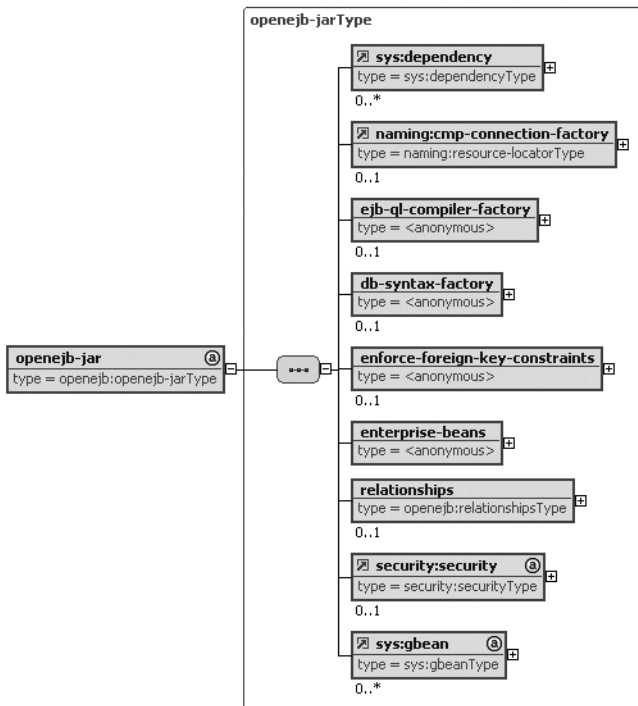 openejb-jarType
sys:dependency
type = sys:dependencyType
0..*
naming:cmp-connection-factory
type = naming:resource-locatorType
0..1
ejb-ql-compiler-factory
type = <anonymous>
0..1
db-syntax-factory
type = <anonymous>
0..1
openejb-jar a
type = openejb:openejb-jarType
enforce-foreign-key-constraints
type = <anonymous>
0..1
enterprise-beans
type = <anonymous>
relationships
type = openejb:relationshipsType
0..1
security:security a
type = security:securityType
0..1
sys:gbean a
type = sys:gbeanType
0..*